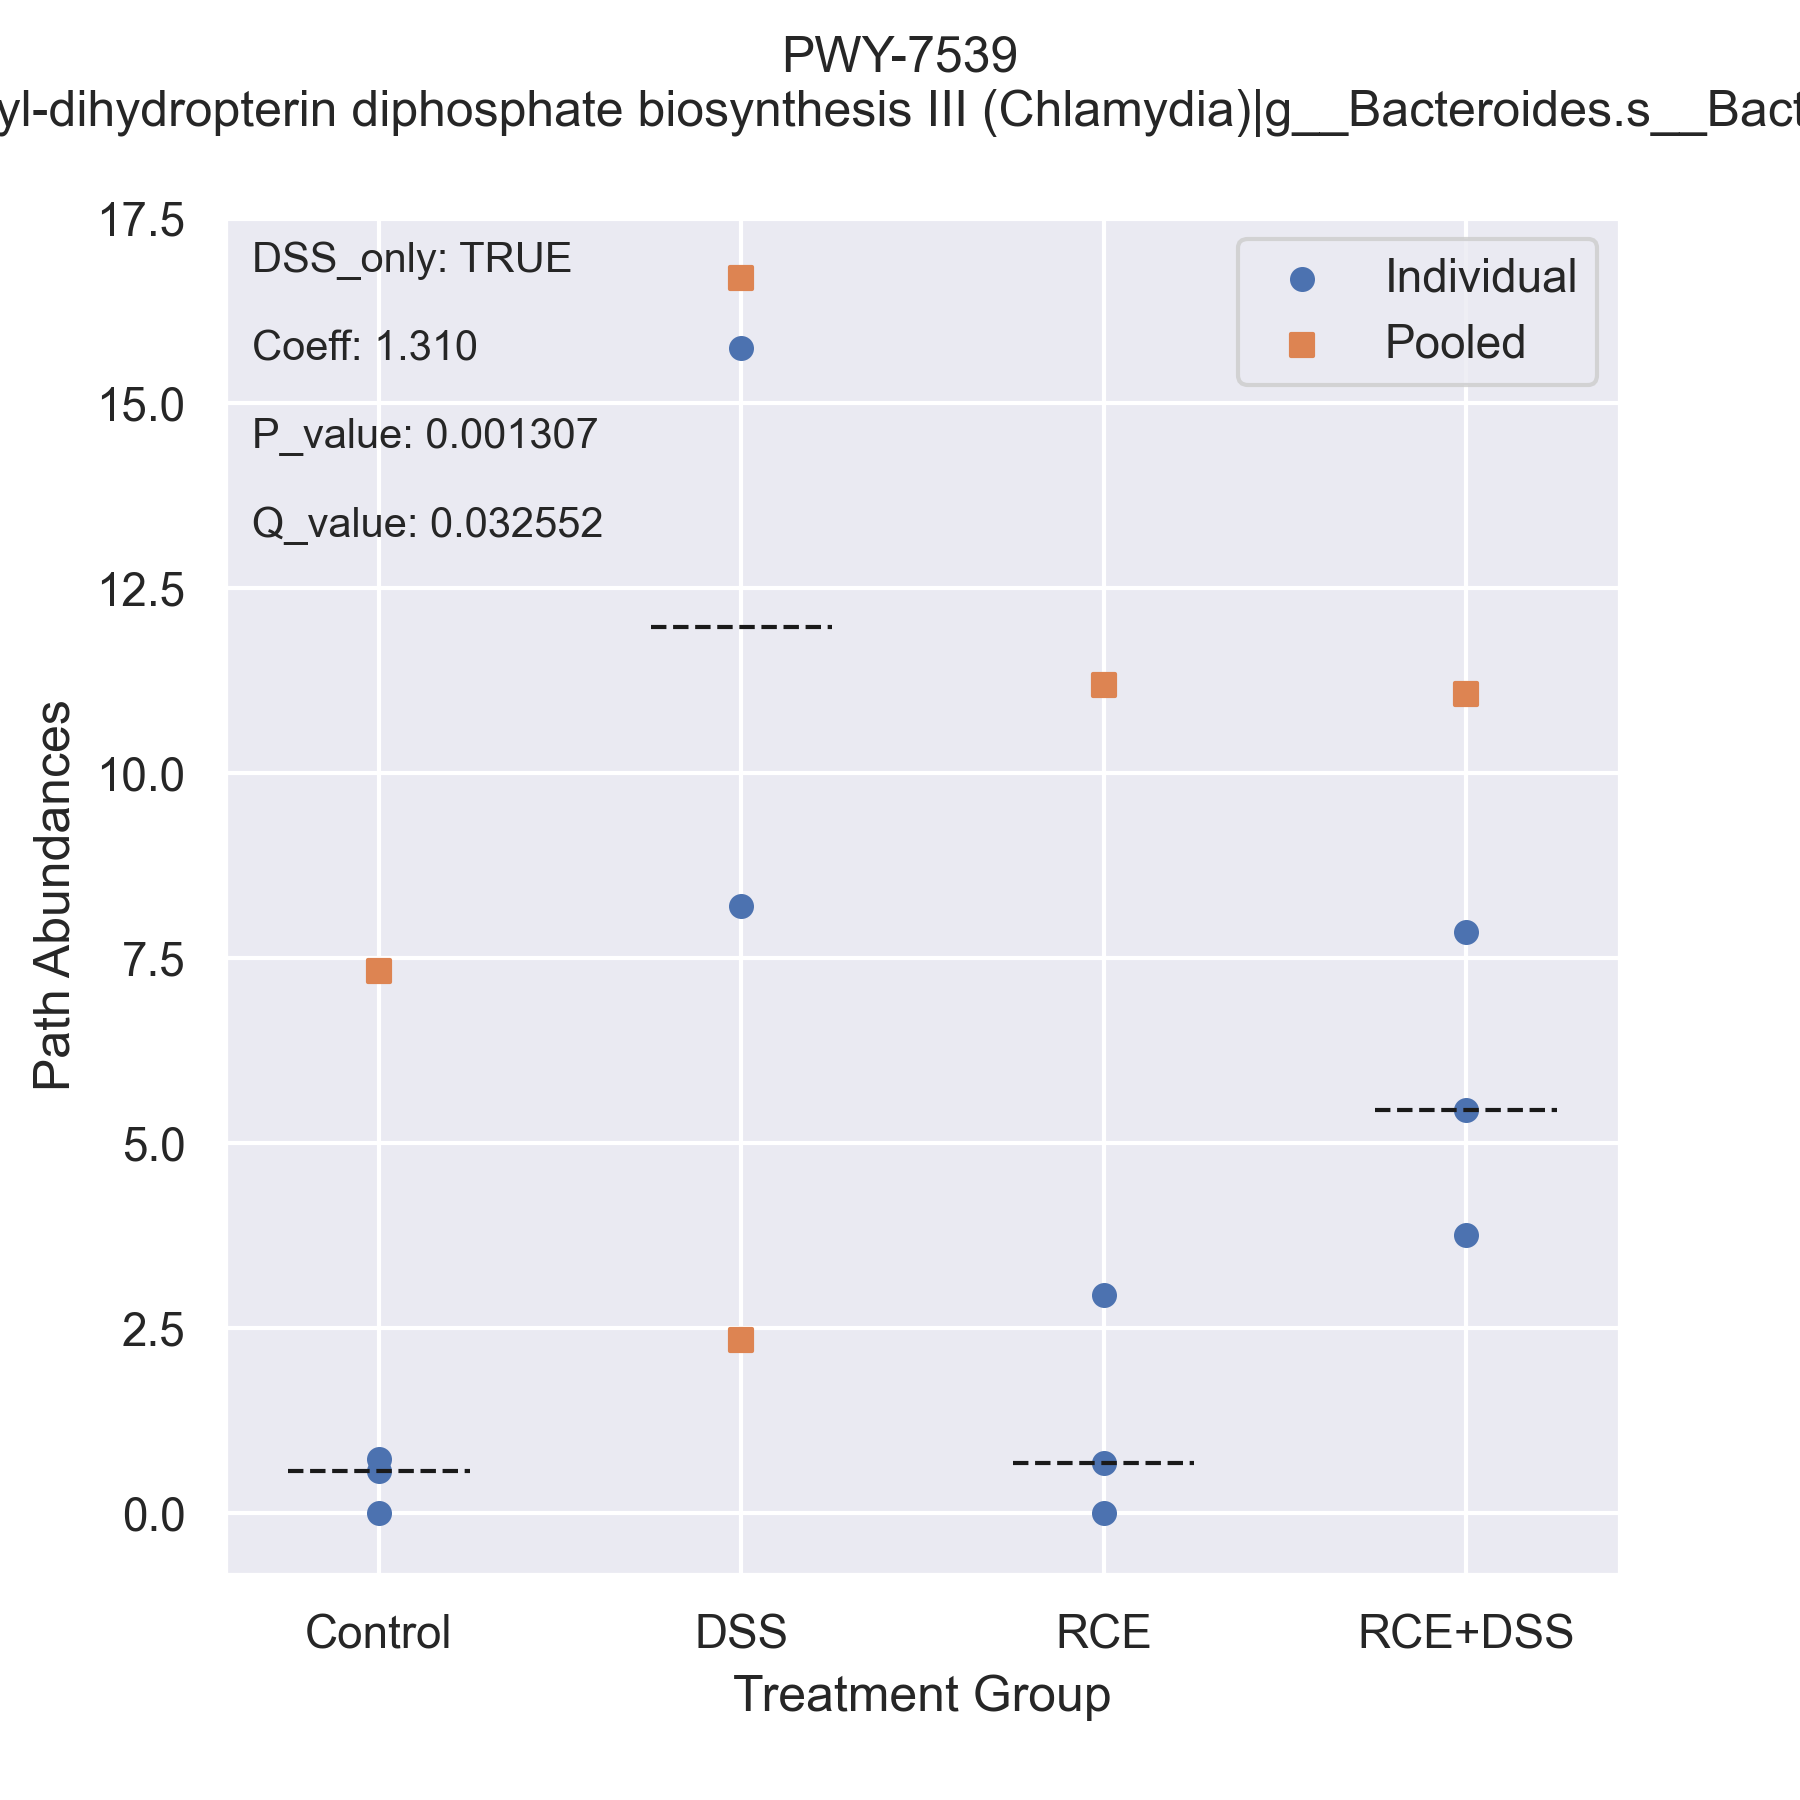 PWY-7539
yl-dihydropterin diphosphate biosynthesis III (Chlamydia)|g__Bacteroides.s__Bact
17.5
15.0
12.5
10.0
7.5
5.0
2.5
0.0
Path Abundances
DSS_only: TRUE
Coeff: 1.310
P_value: 0.001307
Q_value: 0.032552
Individual
Pooled
Control
DSS
RCE
RCE+DSS
Treatment Group